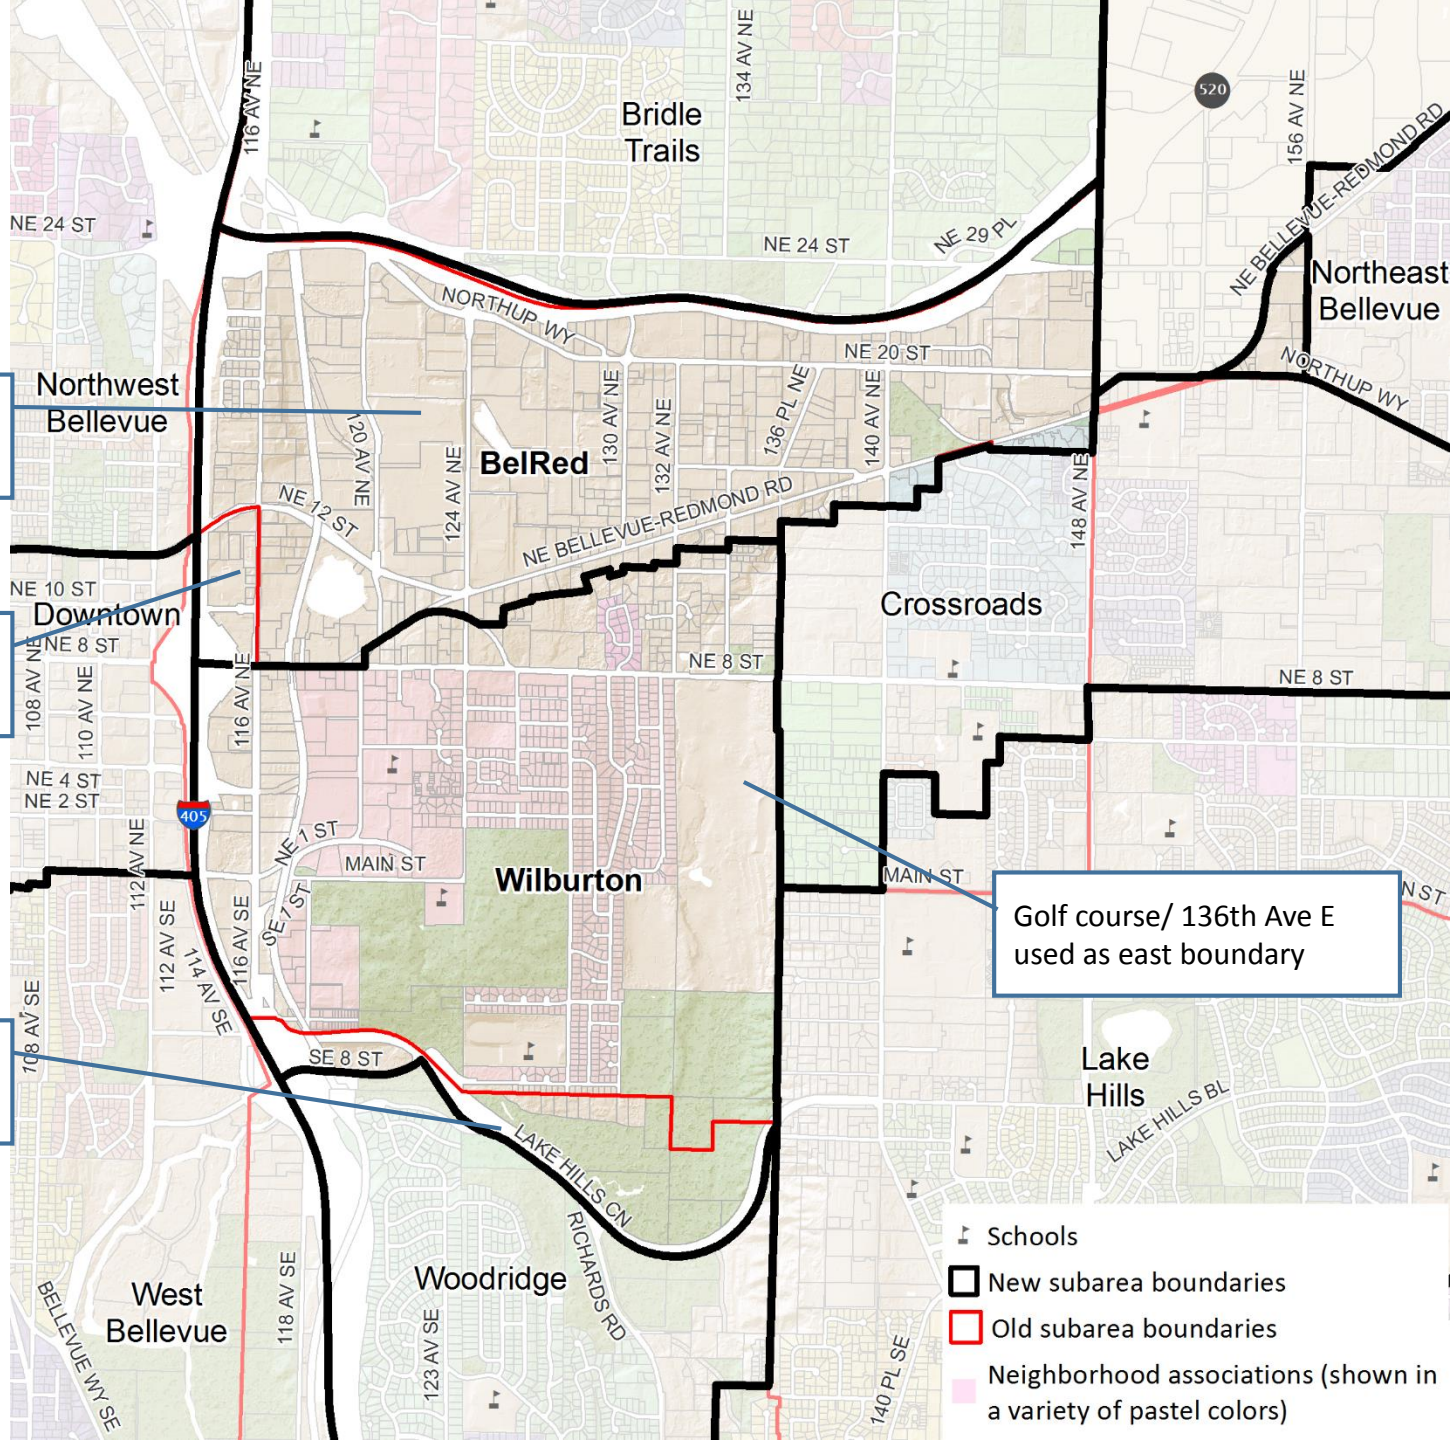 116 AV NE
134 AV NE
Bridle
Trails
520
156 AV NE
NE BELLEVUE-REDMOND RD
NE 24 ST
NE 24 ST
NE 29 PL
NE BELLEVUE-REDMOND RD
Northeast
Bellevue
NORTHUP WY
NE 20 ST
NORTHUP WY
Northwest
Bellevue
120 AV NE
124 AV NE
BelRed
130 AV NE
132 AV NE
136 PL NE
140 AV NE
148 AV NE
NE 12 ST
NE BELLEVUE-REDMOND RD
NE 10 ST
Downtown
NE 8 ST
108 AV NE
110 AV NE
116 AV NE
NE 8 ST
Crossroads
NE 8 ST
NE 4 ST
NE 2 ST
405
112 AV NE
NE 1 ST
MAIN ST
Wilburton
MAIN ST
N ST
Golf course/ 136th Ave E
used as east boundary
SE 1 ST
116 AV SE
112 AV SE
114 AV SE
108 AV SE
SE 8 ST
Lake
Hills
LAKE HILLS BL
LAKE HILLS CN
RICHARDS RD
Woodridge
West
Bellevue
118 AV SE
123 AV SE
BELLEVUE WY SE
140 PL SE
Schools
New subarea boundaries
Old subarea boundaries
Neighborhood associations (shown in
a variety of pastel colors)